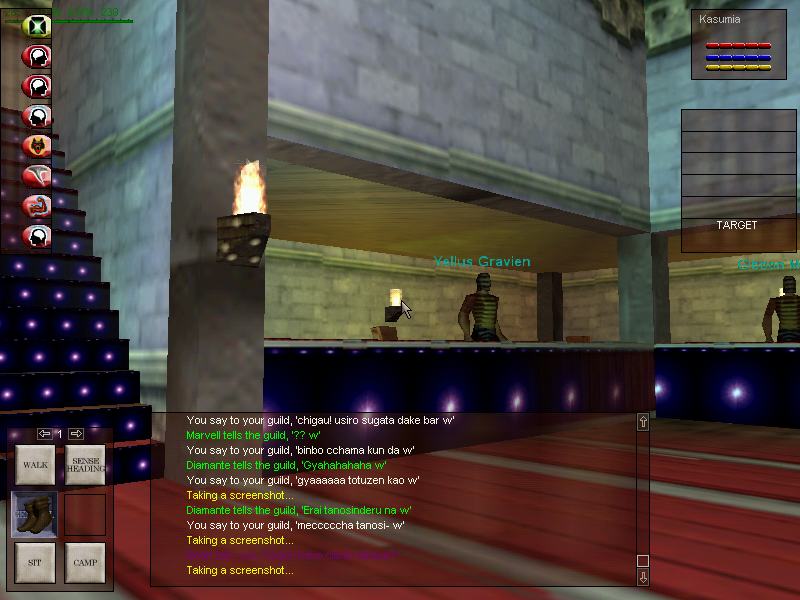 Kasumia
TARGET
Yellus Gravien
You say to your guild, 'chigau! usiro sugata dake bar w'
Marvell tells the guild, '?? w'
You say to your guild, 'binbo cchama kun da w'
Diamante tells the guild, 'Gyahahahaha w'
You say to your guild, 'gyaaaaaa totuzen kao w'
Taking a screenshot...
Diamante tells the guild, 'Erai tanosinderu na w'
You say to your guild, 'mecccccha tanosi- w'
Taking a screenshot...
Taking a screenshot...
1
WALK
SENSE HEADING
SIT
CAMP